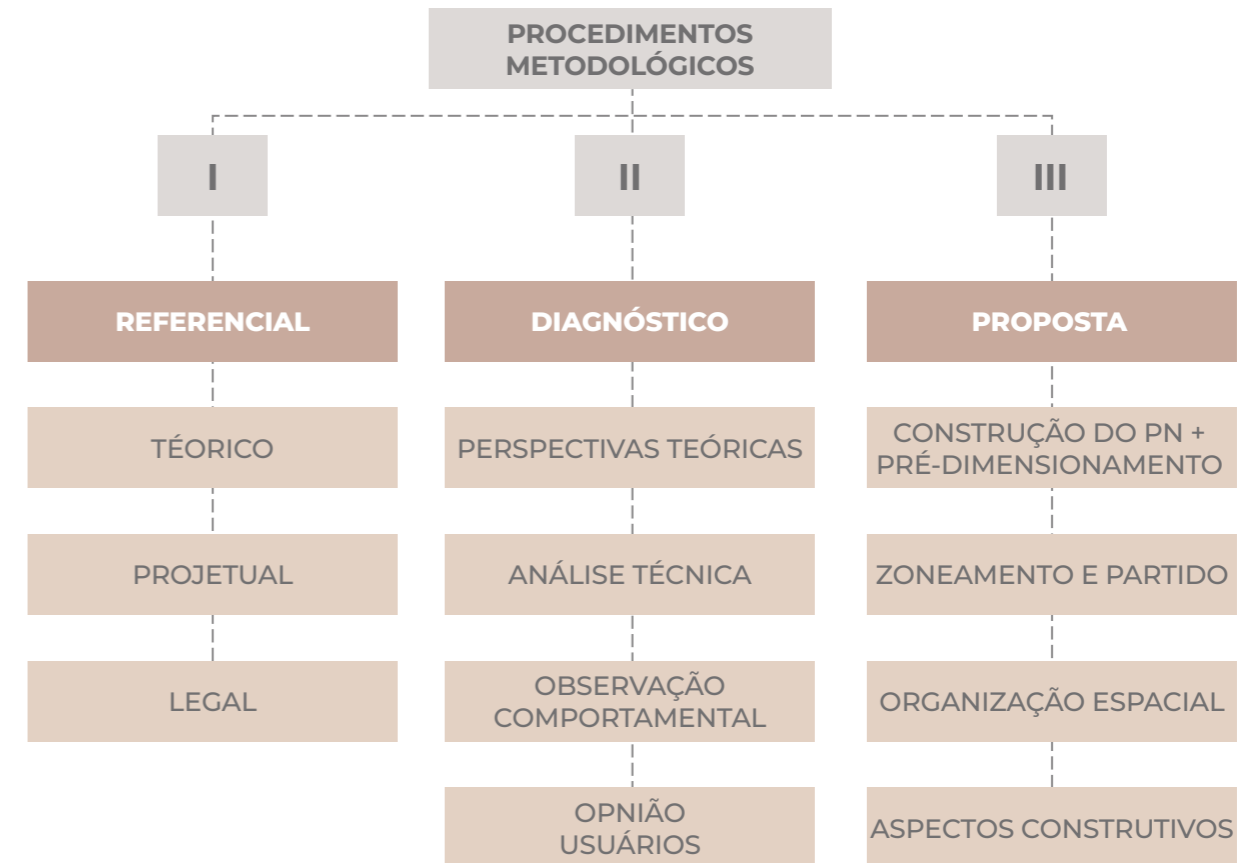 PROCEDIMENTOS
METODOLÓGICOS
I
II
III
REFERENCIAL
DIAGNÓSTICO
PROPOSTA
TÉORICO
PERSPECTIVAS TEÓRICAS
CONSTRUÇÃO DO PN +
PRÉ-DIMENSIONAMENTO
PROJETUAL
ANÁLISE TÉCNICA
ZONEAMENTO E PARTIDO
LEGAL
OBSERVAÇÃO
COMPORTAMENTAL
ORGANIZAÇÃO ESPACIAL
OPNIÃO
USUÁRIOS
ASPECTOS CONSTRUTIVOS